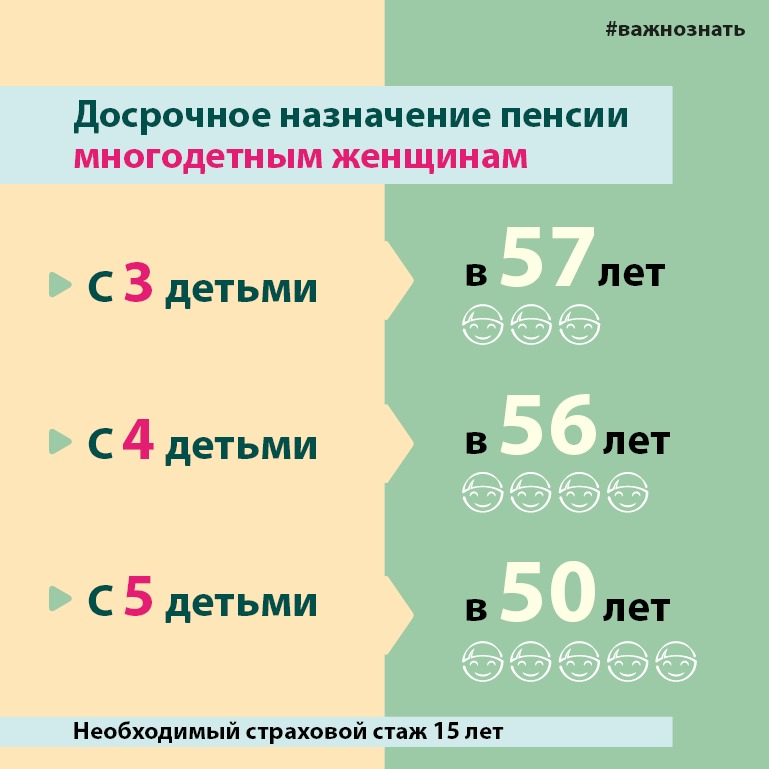 #важнознать
Досрочное назначение пенсии
многодетным женщинам
С 3 детьми
в 57 лет
С 4 детьми
в 56 лет
С 5 детьми
в 50 лет
Необходимый страховой стаж 15 лет